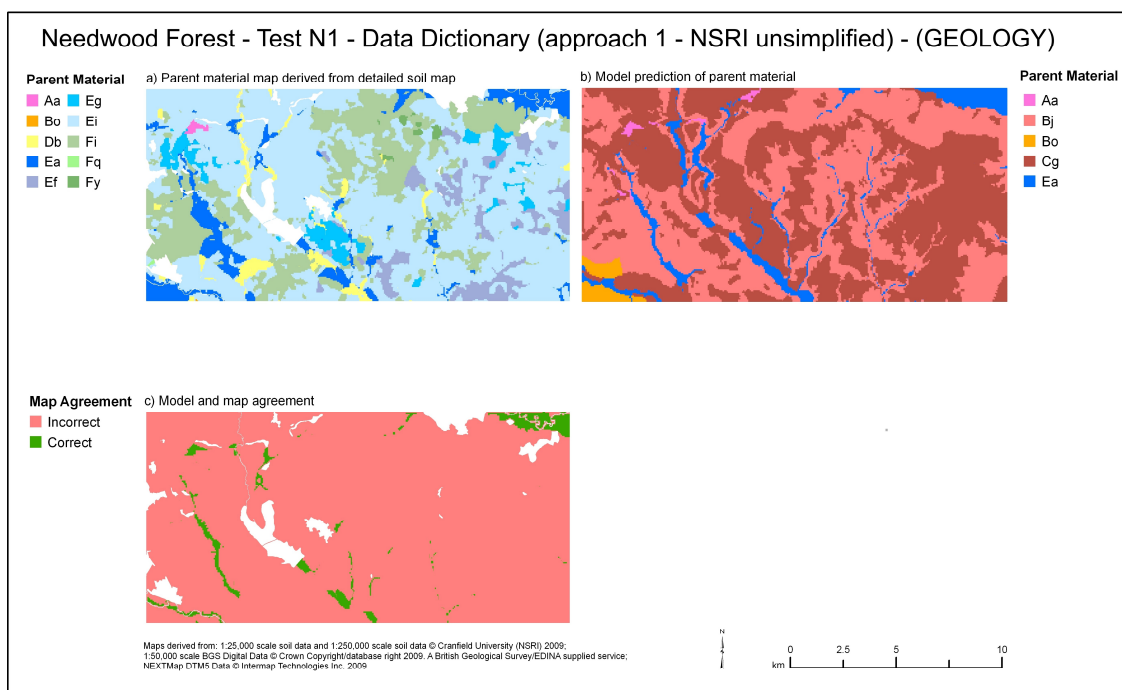 Needwood Forest - Test N1 - Data Dictionary (approach 1 - NSRI unsimplified) - (GEOLOGY)
Parent Material
Aa Eg
Bo Ei
Db Fi
Ea Fq
Ef Fy
a) Parent material map derived from detailed soil map
b) Model prediction of parent material
Parent Material
Aa
Bj
Bo
Cg
Ea
Map Agreement
Incorrect
Correct
c) Model and map agreement
Maps derived from: 1:25,000 scale soil data and 1:250,000 scale soil data © Cranfield University (NSRI) 2009;
1:50,000 scale BGS Digital Data © Crown Copyright/database right 2009. A British Geological Survey/EDINA supplied service;
NEXTMap DTM5 Data © Intermap Technologies Inc. 2009
N
km 0 2.5 5 10